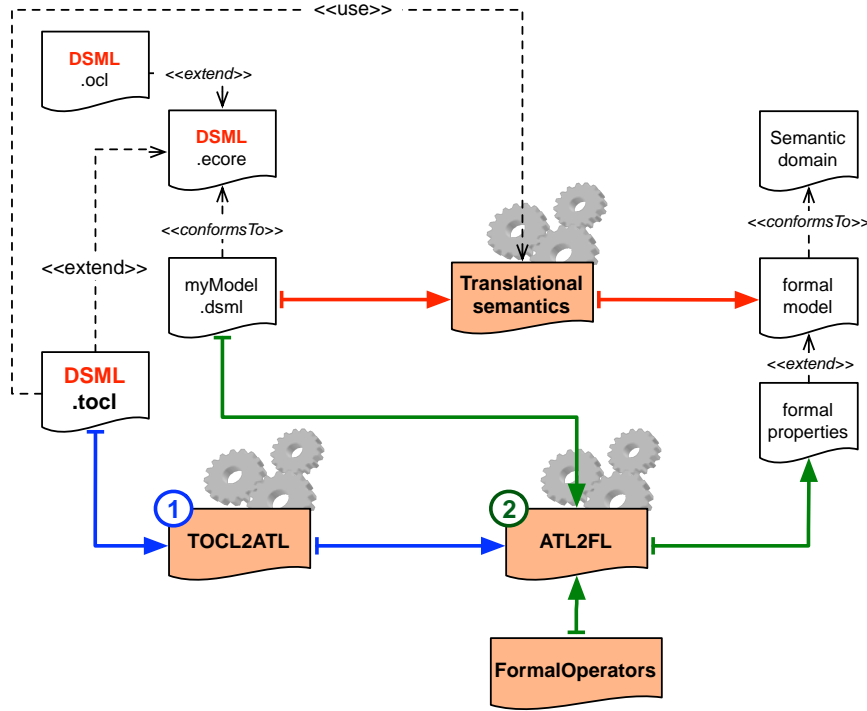 <<use>>
DSML
.ocl
<<extend>>
DSML
.ecore
Semantic
domain
<<conformsTo>>
<<conformsTo>>
<<extend>>
myModel
.dsml
Translational
semantics
formal
model
<<extend>>
DSML
.tocl
formal
properties
1
TOCL2ATL
2
ATL2FL
FormalOperators